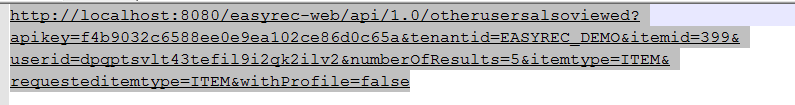 http://localhost:8080/easyrec-web/api/1.0/otherusersalsoviewed?
apikey=f4b9032c6588ee0e9ea102ce86d0c65a&tenantid=EASYREC_DEMO&itemid=399&
userid=dpqptsvlt43tefil9i2qk2ilv2&numberOfResults=5&itemtype=ITEM&
requesteditemtype=ITEM&withProfile=false